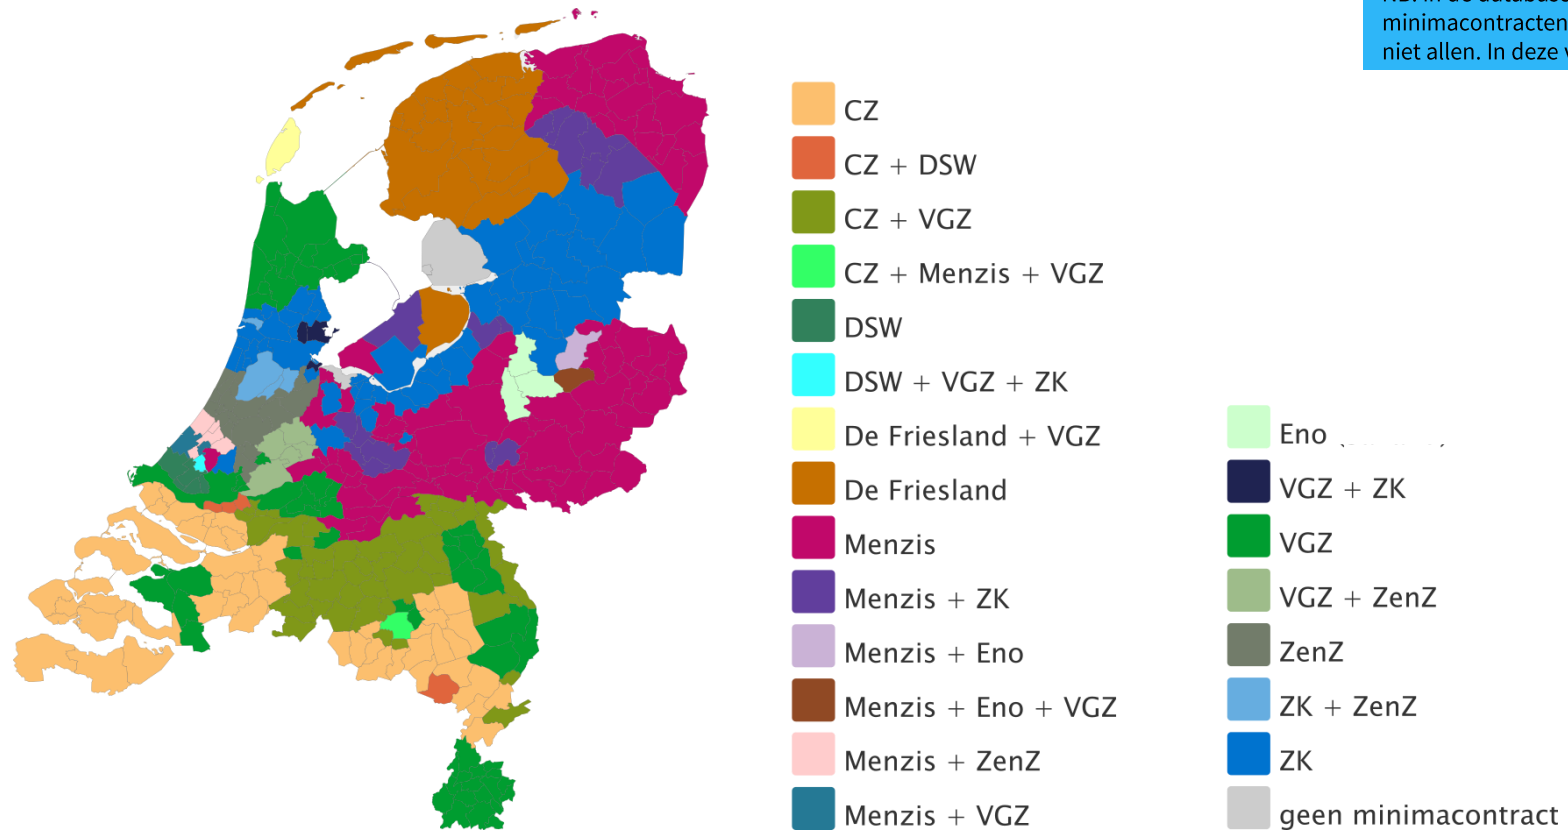 minimacontracten
niet allen. In deze
CZ
CZ + DSW
CZ + VGZ
CZ + Menzis + VGZ
DSW
DSW + VGZ + ZK
De Friesland + VGZ
De Friesland
Menzis
Menzis + ZK
Menzis + Eno
Menzis + Eno + VGZ
Menzis + ZenZ
Menzis + VGZ
Eno
VGZ + ZK
VGZ
VGZ + ZenZ
ZenZ
ZK + ZenZ
ZK
geen minimacontract